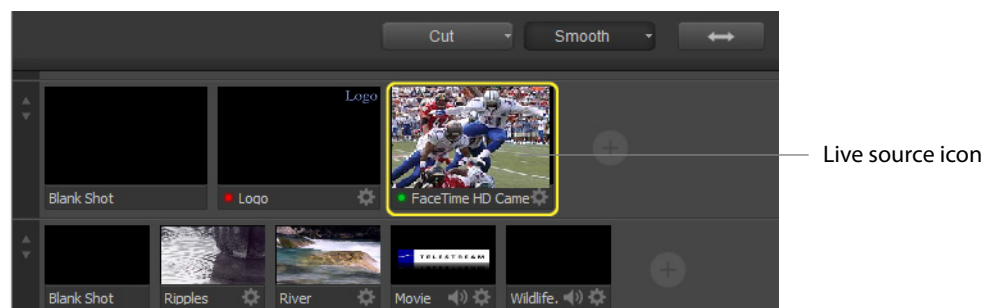 Cut
Smooth
Logo
Live source icon
Blank Shot
Logo
FaceTime HD Came
TELESTREAM
Blank Shot
Ripples
River
Movie
Wildlife.